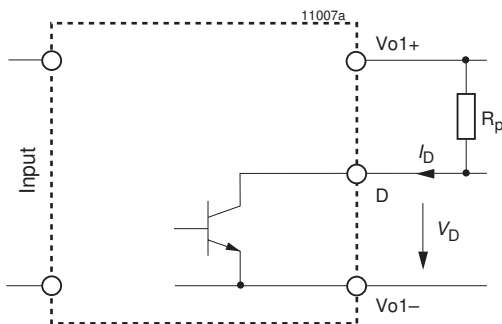 11007a
Vo1+
Rp
Input
ID
D
VD
Vo1–